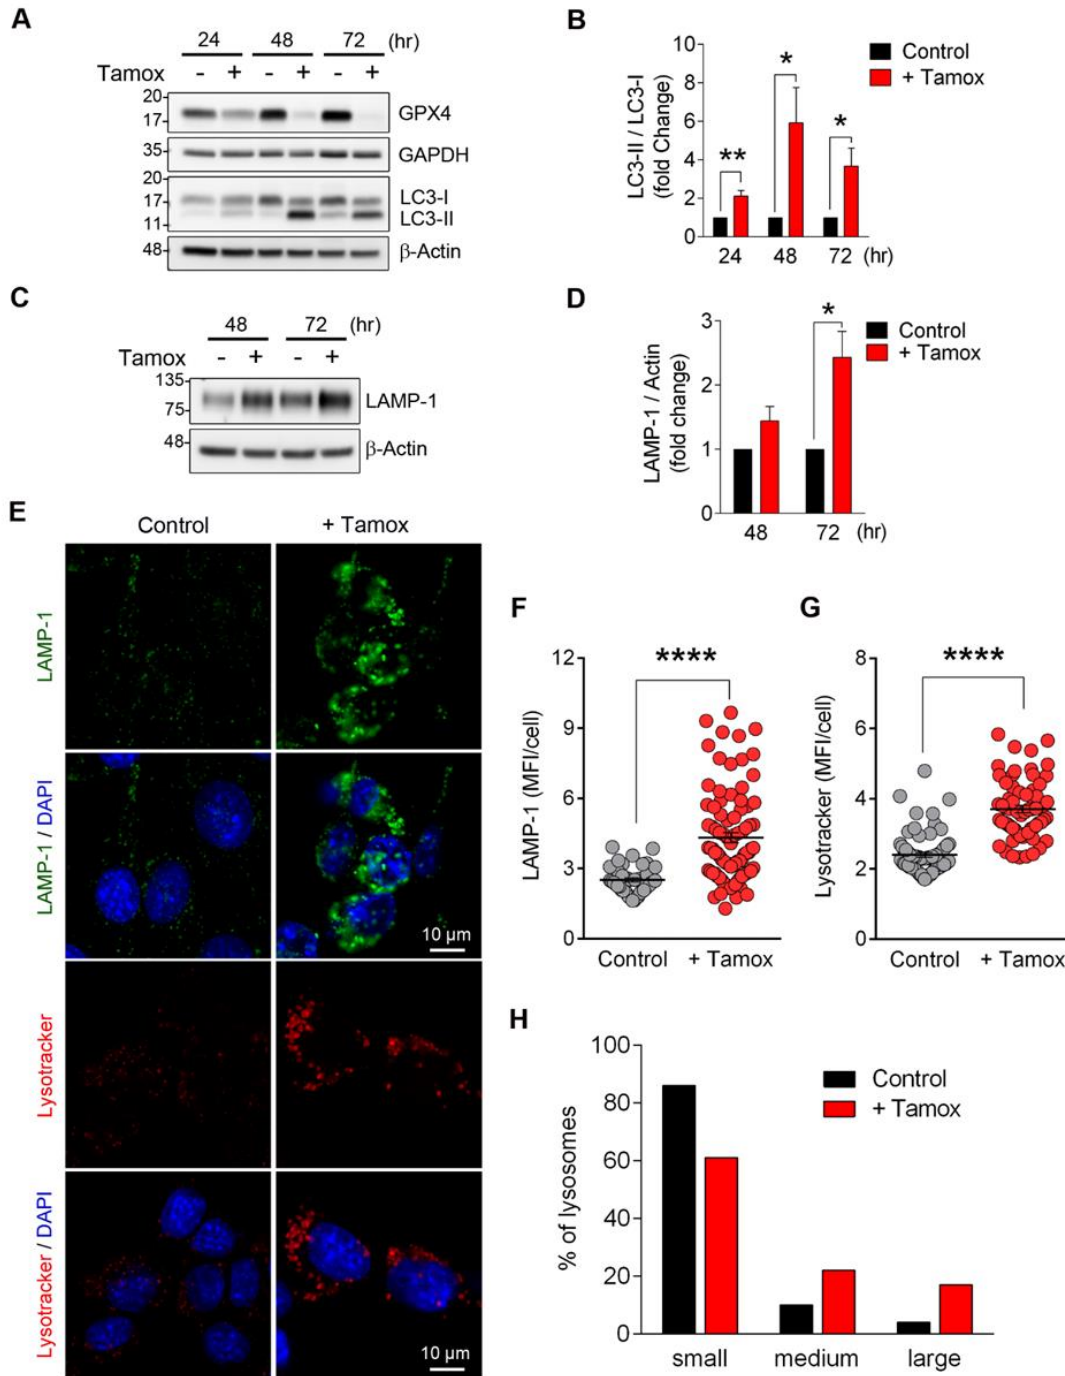 A
24 48 72 (hr)
Tamox - + - + - +
20
17
GPX4
35
GAPDH
20
17
11
LC3-I
LC3-II
48
β-Actin
B
LC3-II / LC3-I
(fold Change)
10
8
6
4
2
0
**
*
*
24 48 72 (hr)
Control
+ Tamox
C
48 72 (hr)
Tamox - + - +
135
75
LAMP-1
48
β-Actin
D
LAMP-1 / Actin
(fold change)
3
2
1
0
*
48 72 (hr)
Control
+ Tamox
E
Control + Tamox
LAMP-1
LAMP-1 / DAPI
10 µm
Lysotracker
Lysotracker / DAPI
10 µm
F
LAMP-1 (MFI/cell)
12
9
6
3
0
****
Control + Tamox
G
Lysotracker (MFI/cell)
8
6
4
2
0
****
Control + Tamox
H
% of lysosomes
100
80
60
40
20
0
Control
+ Tamox
small medium large